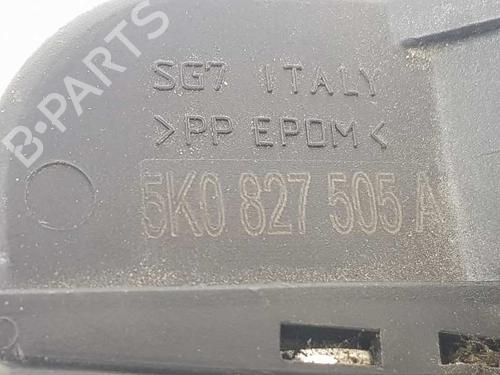 B-PARTS
SG7 ITALY
>PP EPDM<
5K0 827 505 A